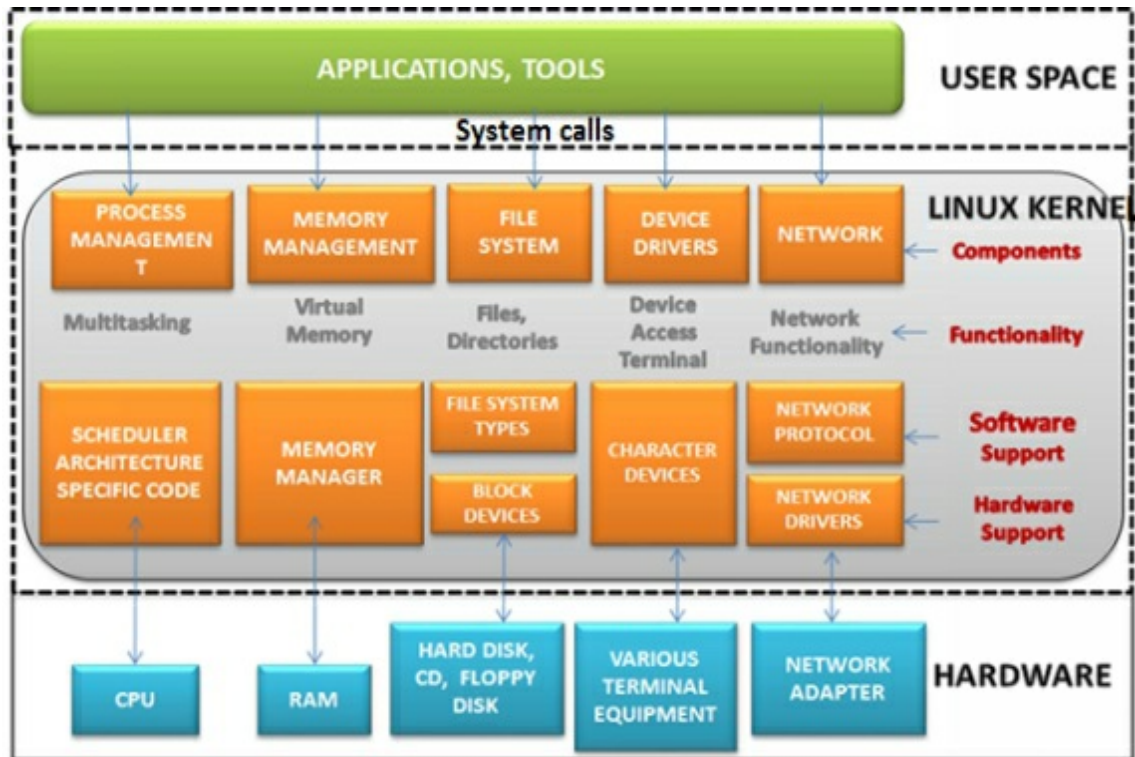 APPLICATIONS, TOOLS
USER SPACE
System calls
LINUX KERNEL
PROCESS
MANAGEMEN
T
MEMORY
MANAGEMENT
FILE
SYSTEM
DEVICE
DRIVERS
NETWORK
Components
Multitasking
Virtual
Memory
Files,
Directories
Device
Access
Terminal
Network
Functionality
Functionality
SCHEDULER
ARCHITECTURE
SPECIFIC CODE
MEMORY
MANAGER
FILE SYSTEM
TYPES
BLOCK
DEVICES
CHARACTER
DEVICES
NETWORK
PROTOCOL
NETWORK
DRIVERS
Software
Support
Hardware
Support
CPU
RAM
HARD DISK,
CD, FLOPPY
DISK
VARIOUS
TERMINAL
EQUIPMENT
NETWORK
ADAPTER
HARDWARE